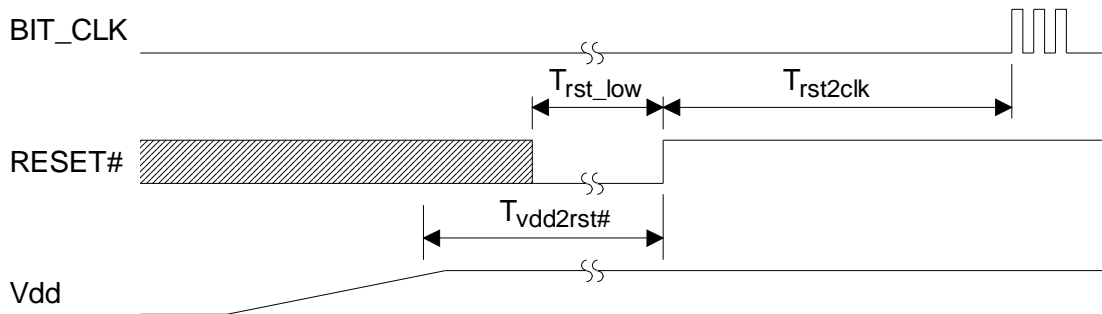 BIT_CLK
Trst_low
Trst2clk
RESET#
Tvdd2rst#
Vdd